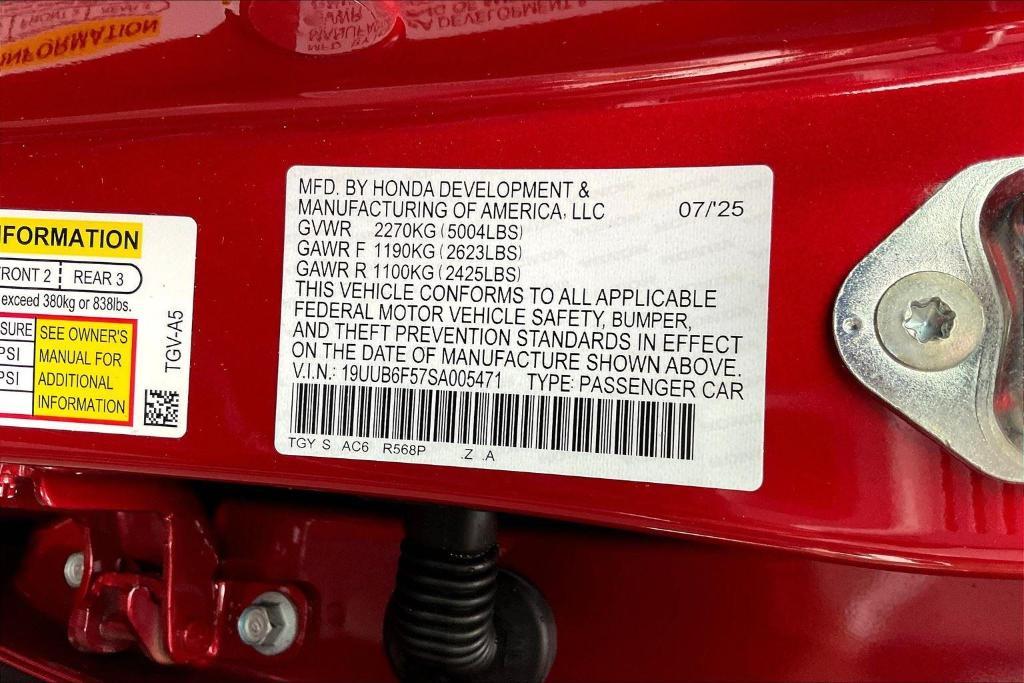 INFORMATION
FORMATION
FRONT 2 REAR 3
exceed 380kg or 838lbs.
SURE
PSI
PSI
SEE OWNER'S
MANUAL FOR
ADDITIONAL
INFORMATION
TGV-A5
MFD. BY HONDA DEVELOPMENT &
MANUFACTURING OF AMERICA, LLC 07/'25
GVWR 2270KG (5004LBS)
GAWR F 1190KG (2623LBS)
GAWR R 1100KG (2425LBS)
THIS VEHICLE CONFORMS TO ALL APPLICABLE
FEDERAL MOTOR VEHICLE SAFETY, BUMPER,
AND THEFT PREVENTION STANDARDS IN EFFECT
ON THE DATE OF MANUFACTURE SHOWN ABOVE.
V.I.N.: 19UUB6F57SA005471 TYPE: PASSENGER CAR
TGY S AC6 R568P .Z .A